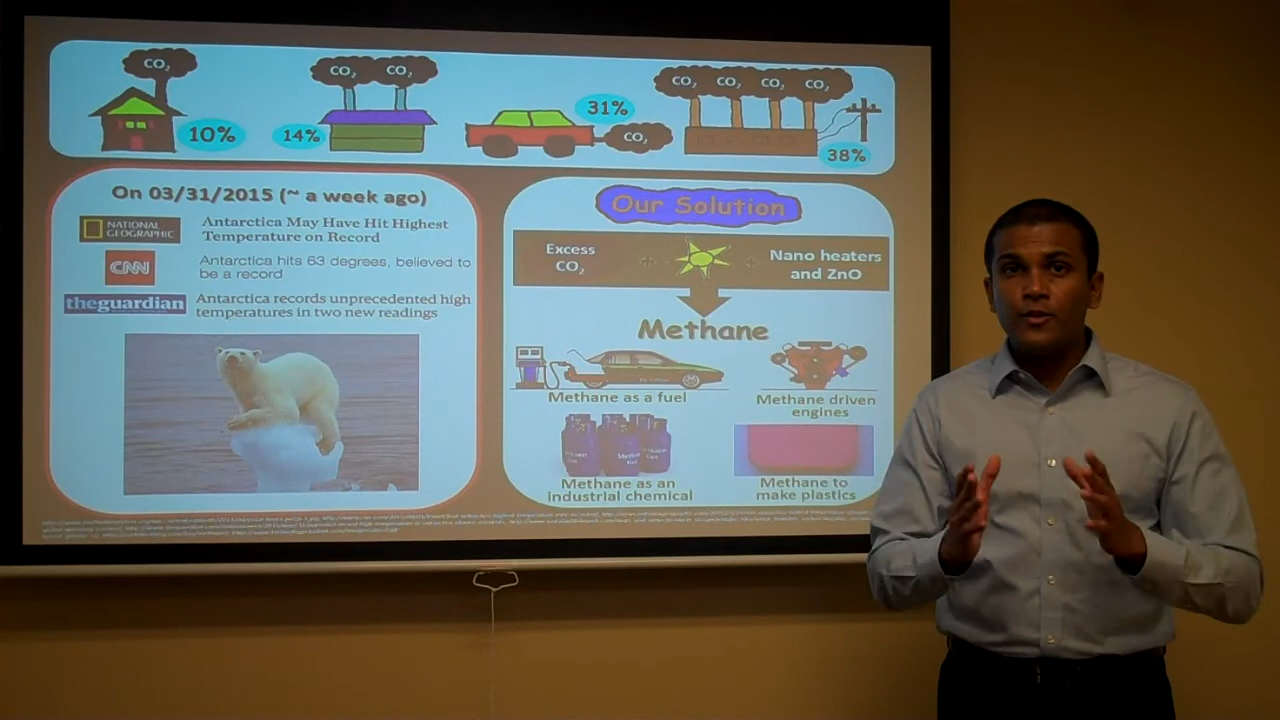 CO₂
CO₂ CO₂
CO₂ CO₂ CO₂ CO₂
31%
CO₂
10%
14%
38%
On 03/31/2015 (~ a week ago)
NATIONAL
GEOGRAPHIC
Antarctica May Have Hit Highest
Temperature on Record
CNN
Antarctica hits 63 degrees, believed to
be a record
theguardian
Antarctica records unprecedented high
temperatures in two new readings
Our Solution
Excess
CO₂
+
+
Nano heaters
and ZnO
Methane
Methane as a fuel
Methane driven
engines
Methane as an
industrial chemical
Methane to
make plastics